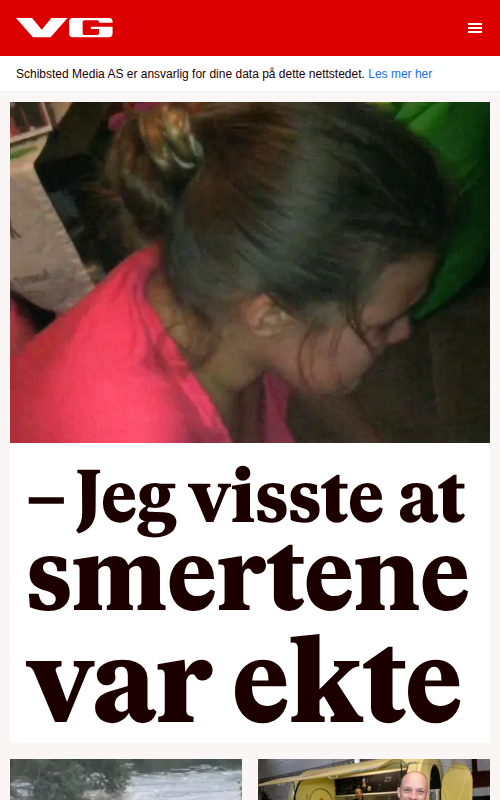 VG
Schibsted Media AS er ansvarlig for dine data på dette nettstedet. Les mer her
– Jeg visste at
smertene
var ekte